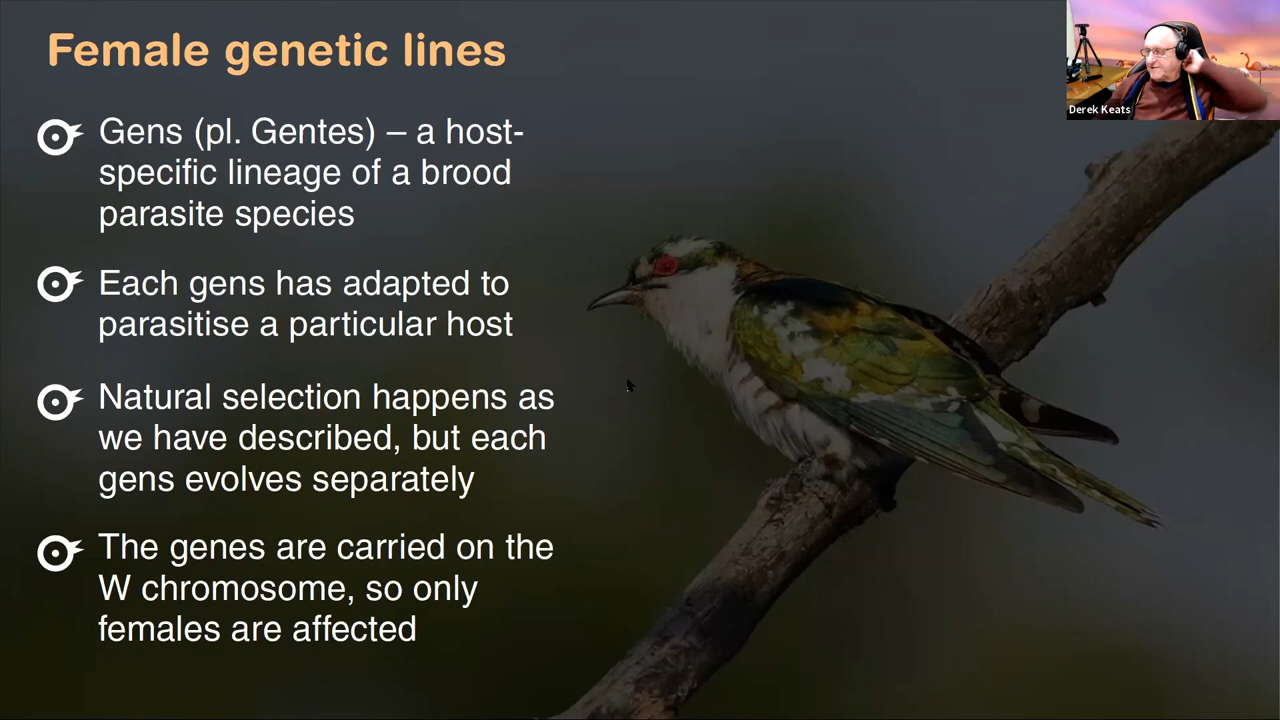 Female genetic lines
Gens (pl. Gentes) – a host-
specific lineage of a brood
parasite species
Each gens has adapted to
parasitise a particular host
Natural selection happens as
we have described, but each
gens evolves separately
The genes are carried on the
W chromosome, so only
females are affected
Derek Keats